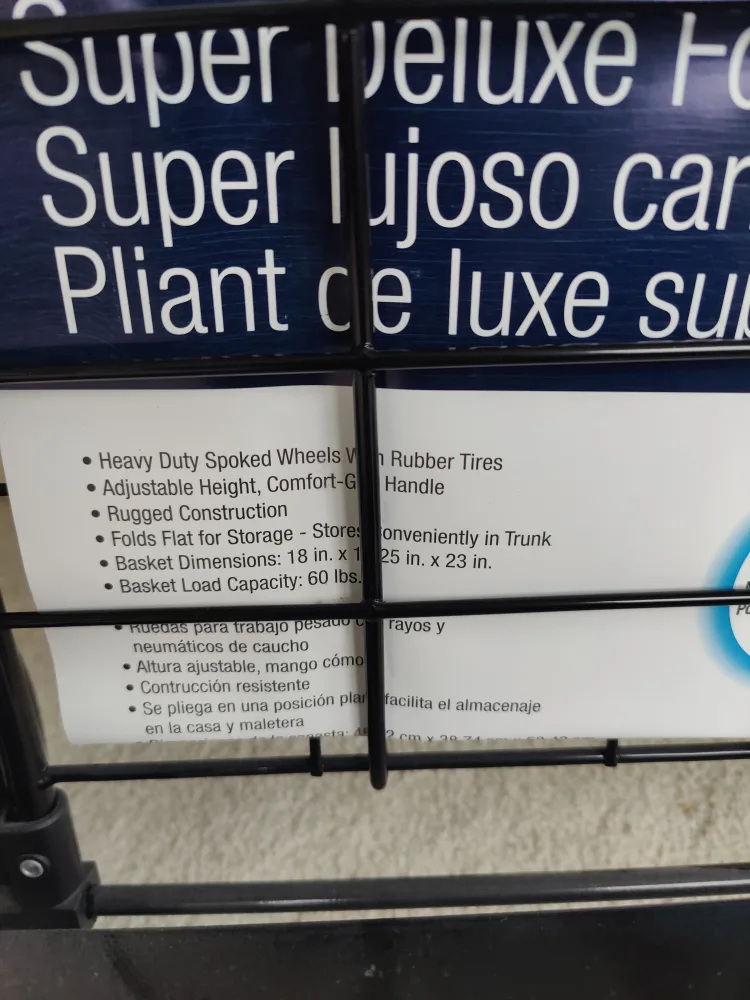 Super Deluxe Fo
Super lujoso car
Pliant de luxe su
• Heavy Duty Spoked Wheels W h Rubber Tires
• Adjustable Height, Comfort-G Handle
• Rugged Construction
• Folds Flat for Storage - Stores onveniently in Trunk
• Basket Dimensions: 18 in. x 1 25 in. x 23 in.
• Basket Load Capacity: 60 lbs.
• Ruedas para trabajo pesado c rayos y
neumáticos de caucho
• Altura ajustable, mango cómo
• Contrucción resistente
• Se pliega en una posición plan facilita el almacenaje
en la casa y maletera